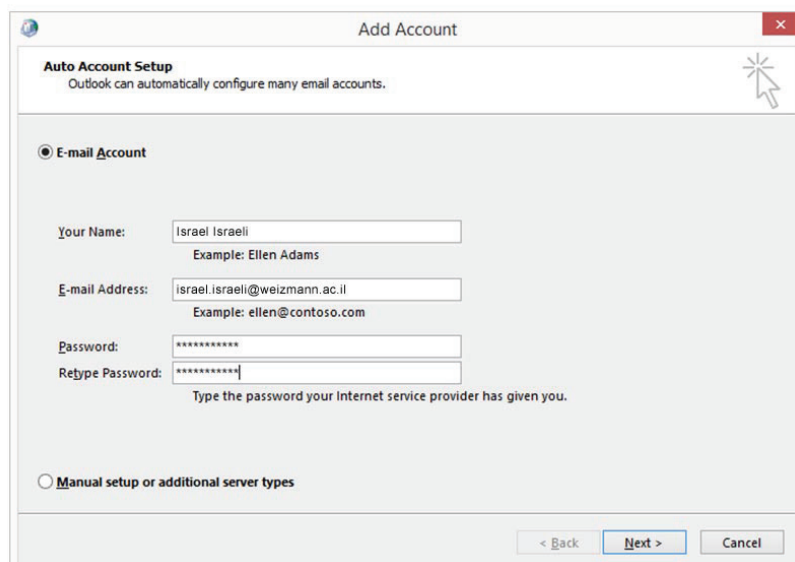 Add Account
Auto Account Setup
Outlook can automatically configure many email accounts.
E-mail Account
Your Name: Israel Israeli
Example: Ellen Adams
E-mail Address: israel.israeli@weizmann.ac.il
Example: ellen@contoso.com
Password: ***********
Retype Password: ***********
Type the password your Internet service provider has given you.
Manual setup or additional server types
< Back Next > Cancel